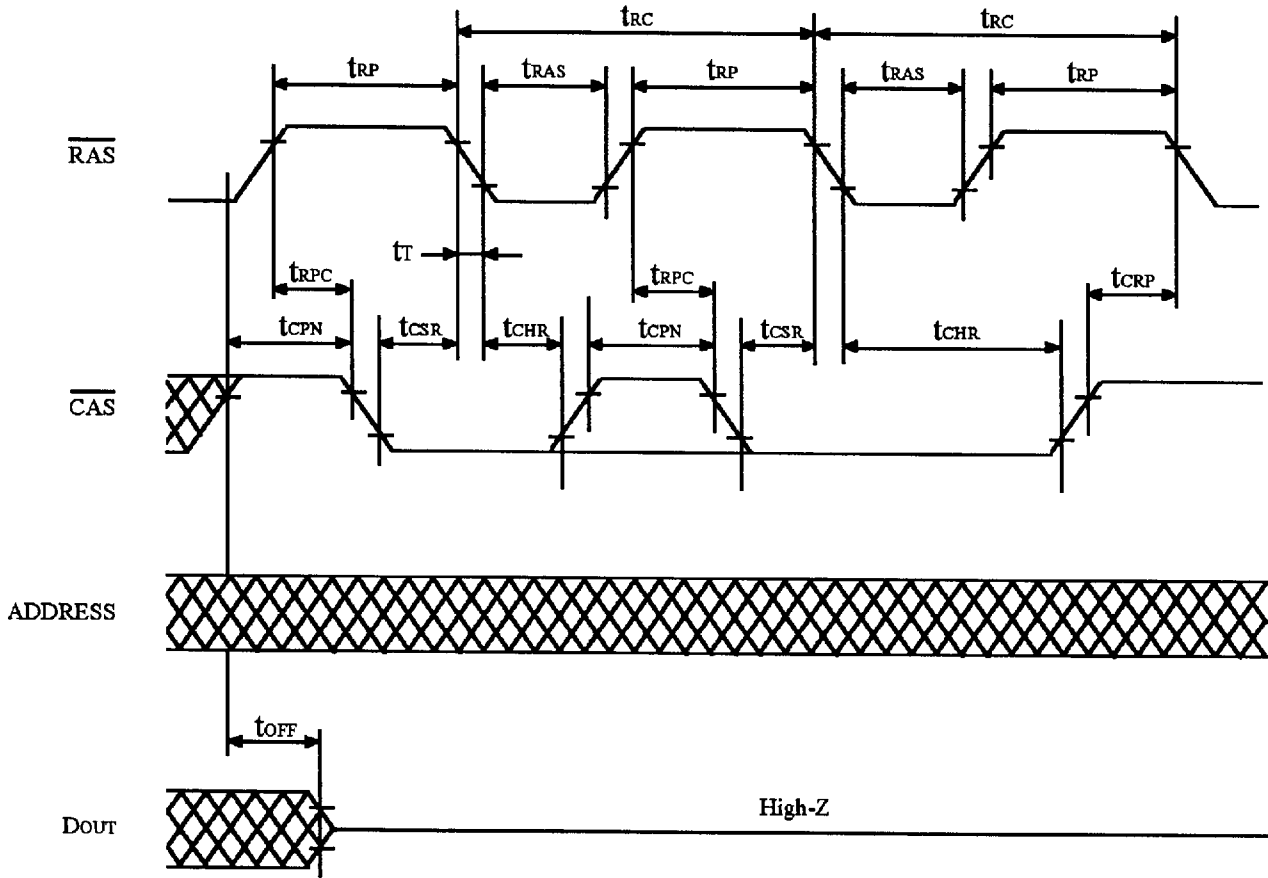 tRC tRC
tRP tRAS tRP tRAS tRP
RAS
tT
tRPC tRPC tCRP
tCPN tCSR tCHR tCPN tCSR tCHR
CAS
ADDRESS
tOFF
High-Z
DOUT